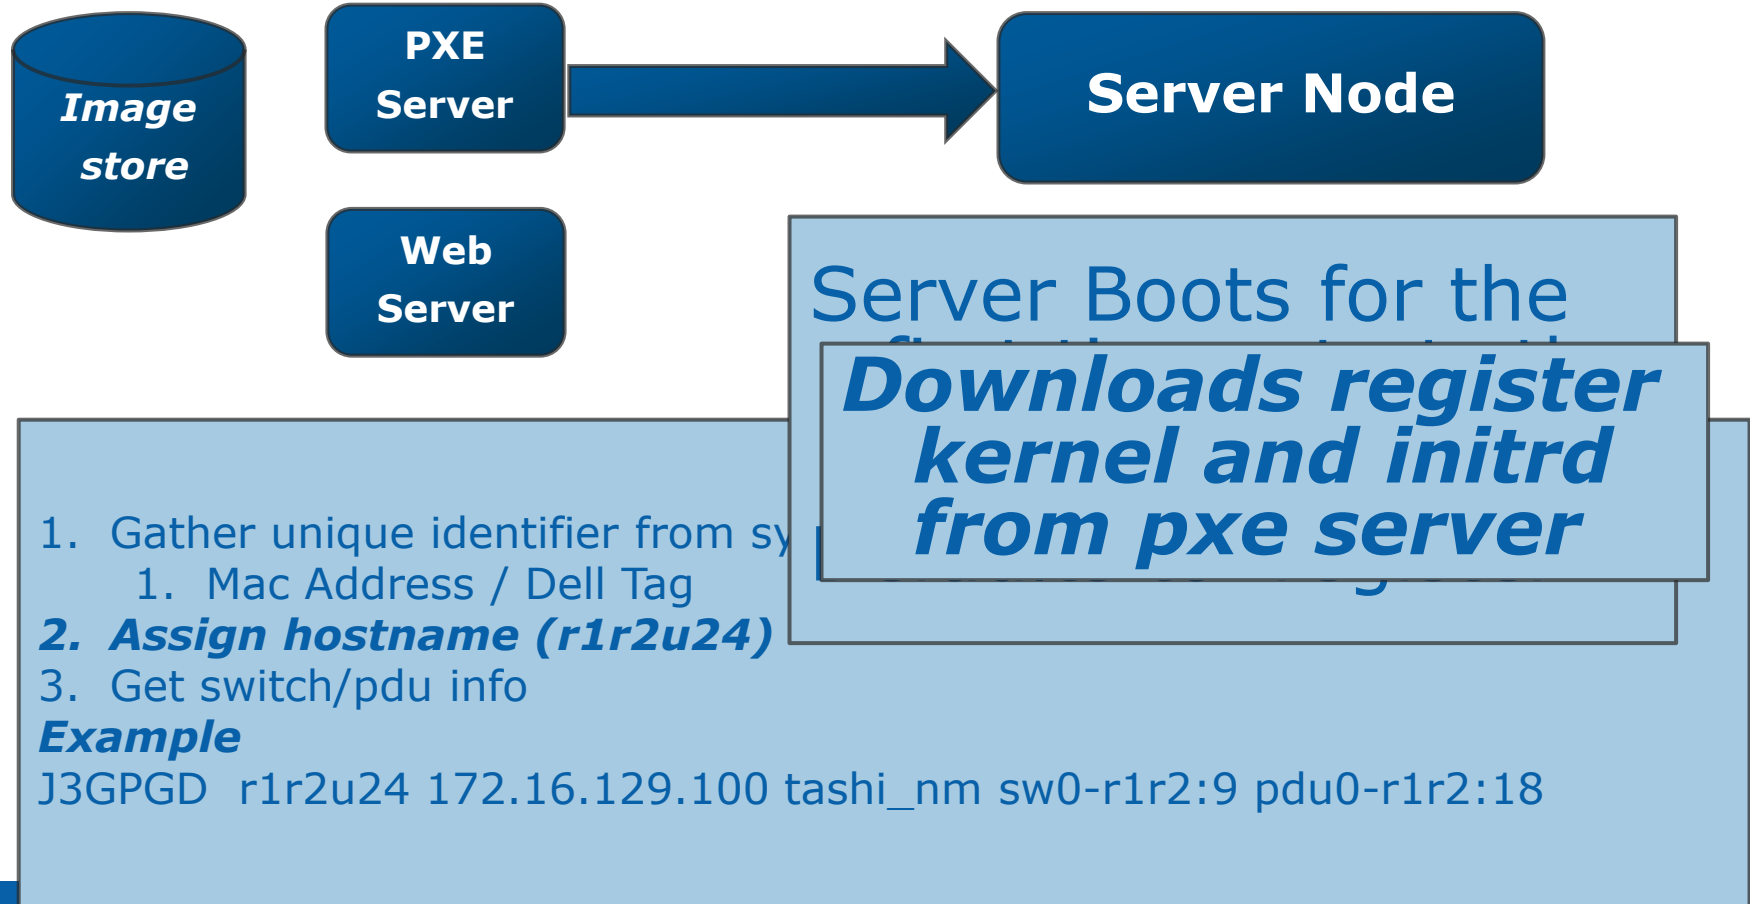 Image
store
PXE
Server
Server Node
Web
Server
Server Boots for the
Downloads register
kernel and initrd
from pxe server
1. Gather unique identifier from sy
1. Mac Address / Dell Tag
2. Assign hostname (r1r2u24)
3. Get switch/pdu info
Example
J3GPGD r1r2u24 172.16.129.100 tashi_nm sw0-r1r2:9 pdu0-r1r2:18